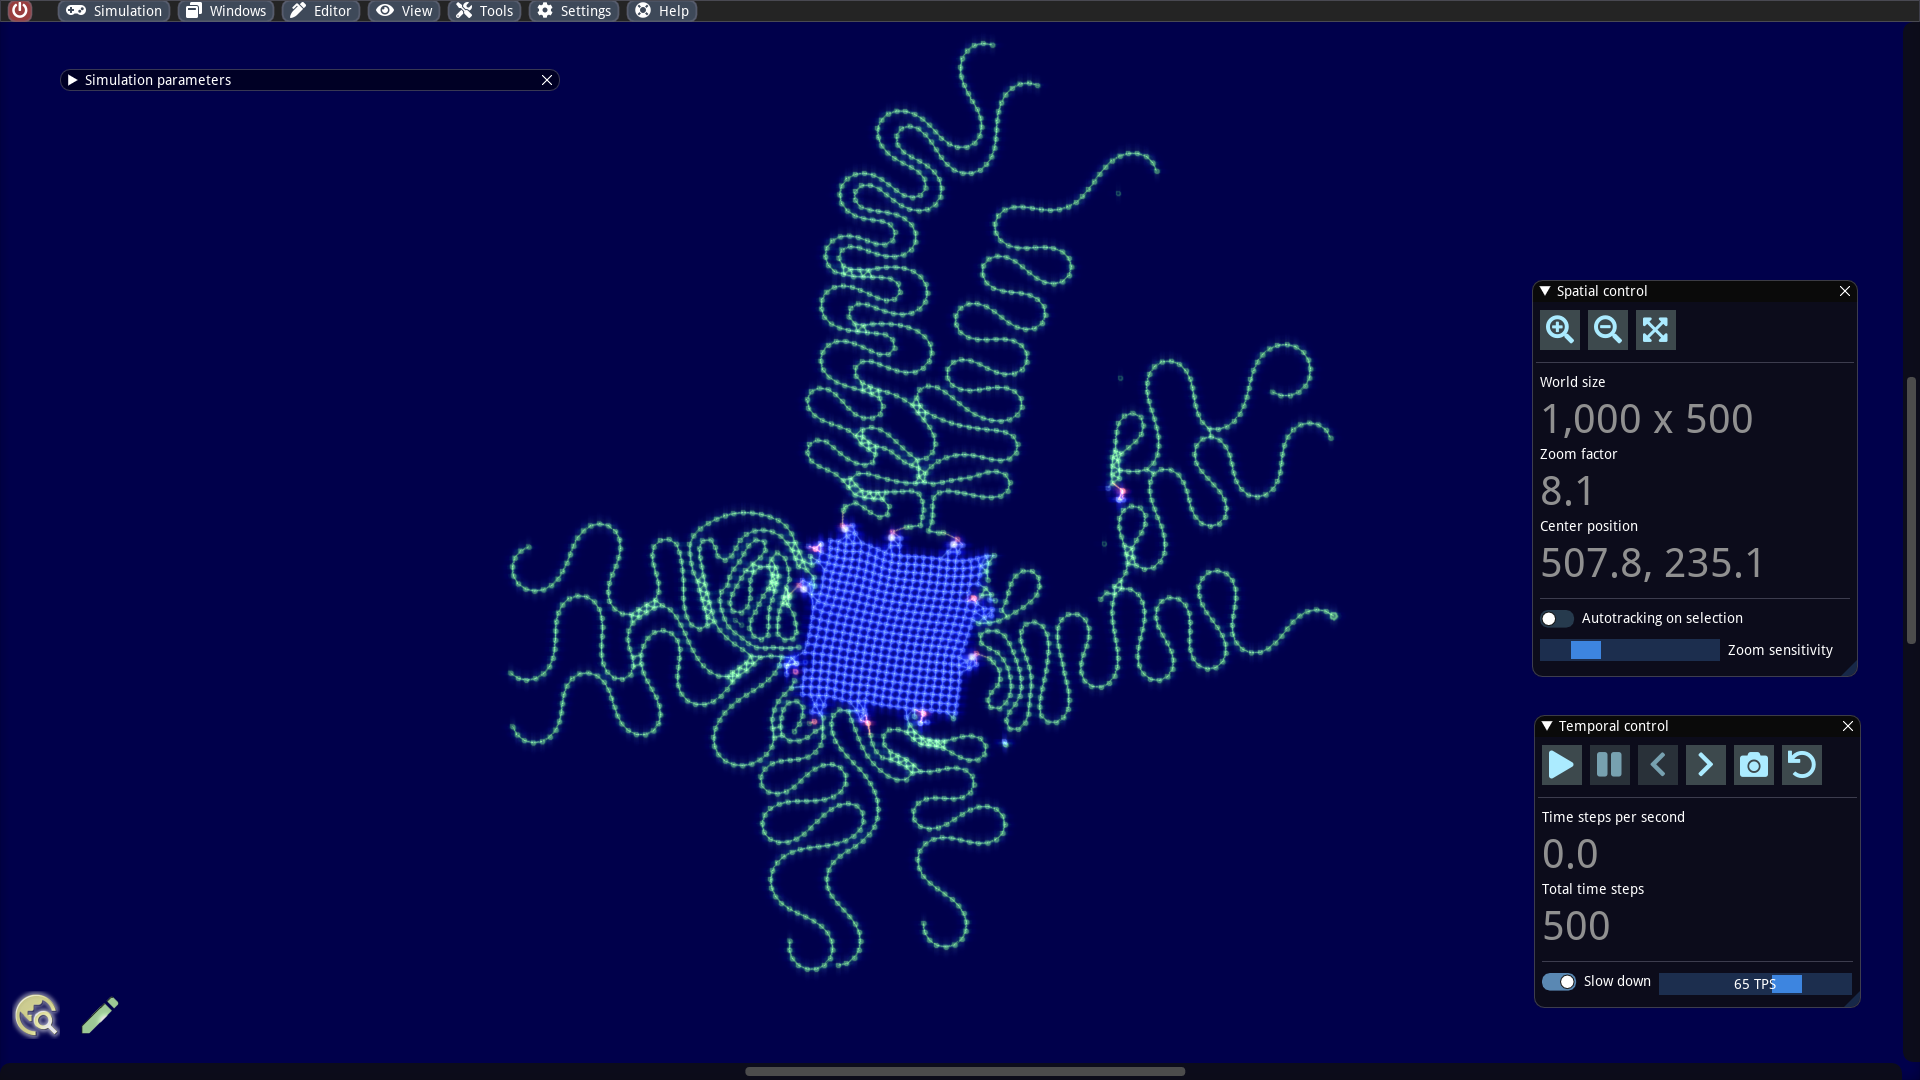 Simulation Windows Editor View Tools Settings Help
Simulation parameters
Spatial control
World size
1,000 x 500
Zoom factor
8.1
Center position
507.8, 235.1
Autotracking on selection
Zoom sensitivity
Temporal control
Time steps per second
0.0
Total time steps
500
Slow down
65 TPS